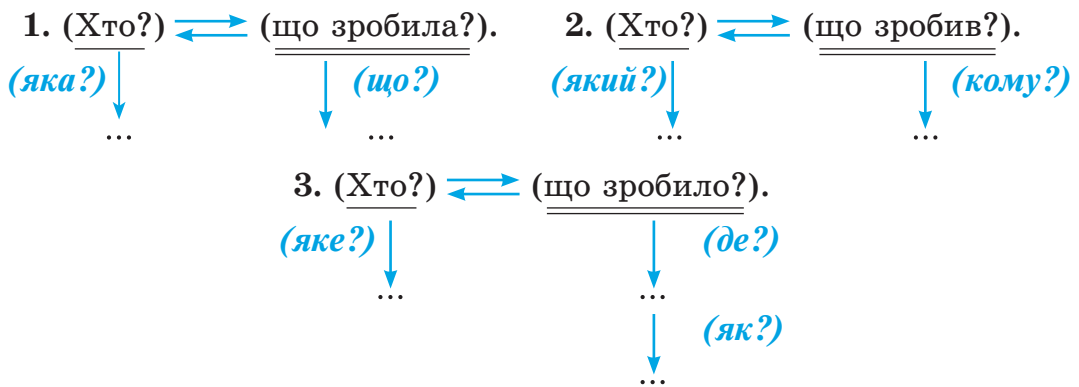 1. (Хто?) (що зробила?). 2. (Хто?) (що зробив?).
(яка?) (що?) (який?) (кому?)
... ... ... ...
3. (Хто?) (що зробило?).
(яке?) (де?)
... ...
(як?)
...